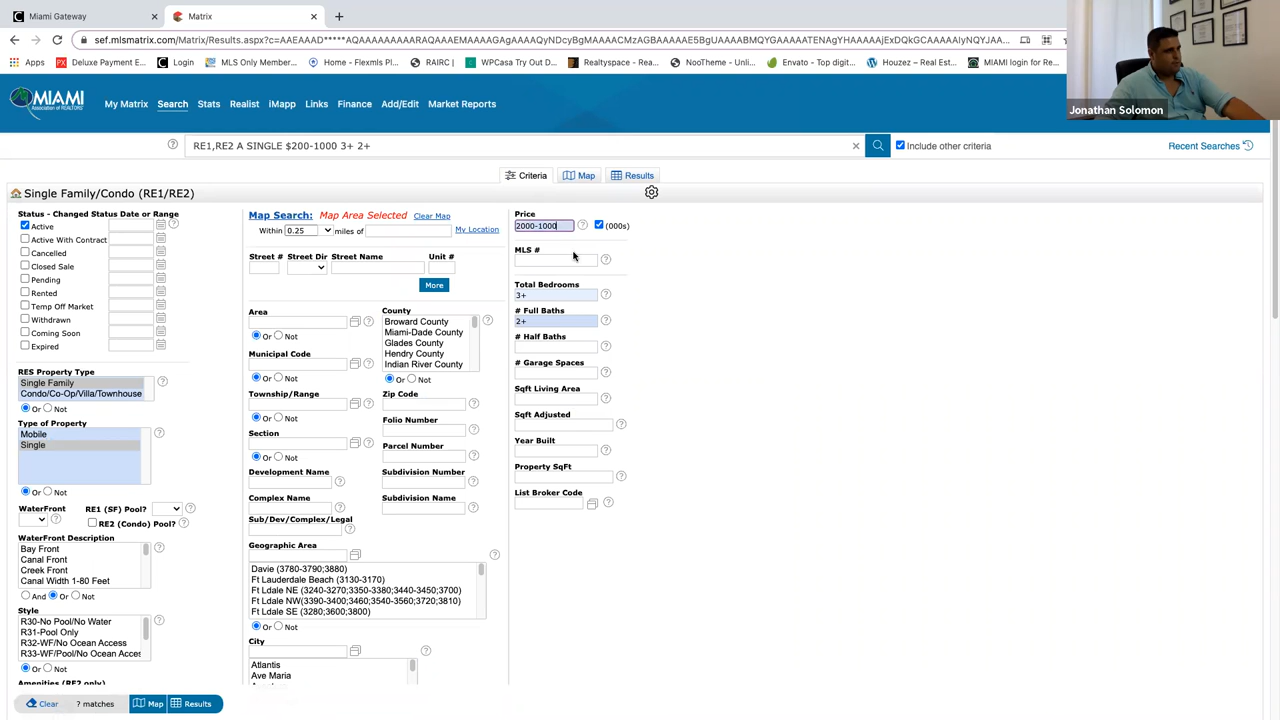 Miami Gateway
Matrix
sef.mlsmatrix.com/Matrix/Results.aspx?c=AAEAAAD*****AQAAAAAAAAARAQAAAEMAAAAGAgAAAAQyNDcyBgMAAAACMzAGBAAAAAE5BgUAAAABMQYGAAAAATENAgYHAAAAAjExDQkGCAAAAAIyNQJAA...
Apps
Deluxe Payment E...
Login
MLS Only Member...
Home - Flexmls Pl...
RAIRC |
WPCasa Try Out D...
Realtyspace - Rea...
NooTheme - Unli...
Envato - Top digit...
Houzez – Real Est...
MIAMI login for Re...
Jonathan Solomon
MIAMI
Association of REALTORS®
My Matrix Search Stats Realist iMapp Links Finance Add/Edit Market Reports
RE1,RE2 A SINGLE $200-1000 3+ 2+
Include other criteria
Recent Searches
Criteria Map Results
Single Family/Condo (RE1/RE2)
Status - Changed Status Date or Range
Active
Active With Contract
Cancelled
Closed Sale
Pending
Rented
Temp Off Market
Withdrawn
Coming Soon
Expired
RES Property Type
Single Family
Condo/Co-Op/Villa/Townhouse
Or Not
Type of Property
Mobile
Single
Or Not
WaterFront RE1 (SF) Pool?
RE2 (Condo) Pool?
WaterFront Description
Bay Front
Canal Front
Creek Front
Canal Width 1-80 Feet
And Or Not
Style
R30-No Pool/No Water
R31-Pool Only
R32-WF/No Ocean Access
R33-WF/Pool/No Ocean Acces
Or Not
Amenities (RE2 only)
Map Search: Map Area Selected Clear Map
Within 0.25 miles of My Location
Street # Street Dir Street Name Unit #
More
Area
Or Not
Municipal Code
Or Not
Township/Range
Or Not
Section
Or Not
Development Name
Complex Name
Sub/Dev/Complex/Legal
County
Broward County
Miami-Dade County
Glades County
Hendry County
Indian River County
Or Not
Zip Code
Folio Number
Parcel Number
Subdivision Number
Subdivision Name
Geographic Area
Davie (3780-3790;3880)
Ft Lauderdale Beach (3130-3170)
Ft Ldale NE (3240-3270;3350-3380;3440-3450;3700)
Ft Ldale NW(3390-3400;3460;3540-3560;3720;3810)
Ft Ldale SE (3280;3600;3800)
Or Not
City
Atlantis
Ave Maria
Price
2000-1000 (000s)
MLS #
Total Bedrooms
3+
# Full Baths
2+
# Half Baths
# Garage Spaces
Sqft Living Area
Sqft Adjusted
Year Built
Property SqFt
List Broker Code
Clear ? matches Map Results